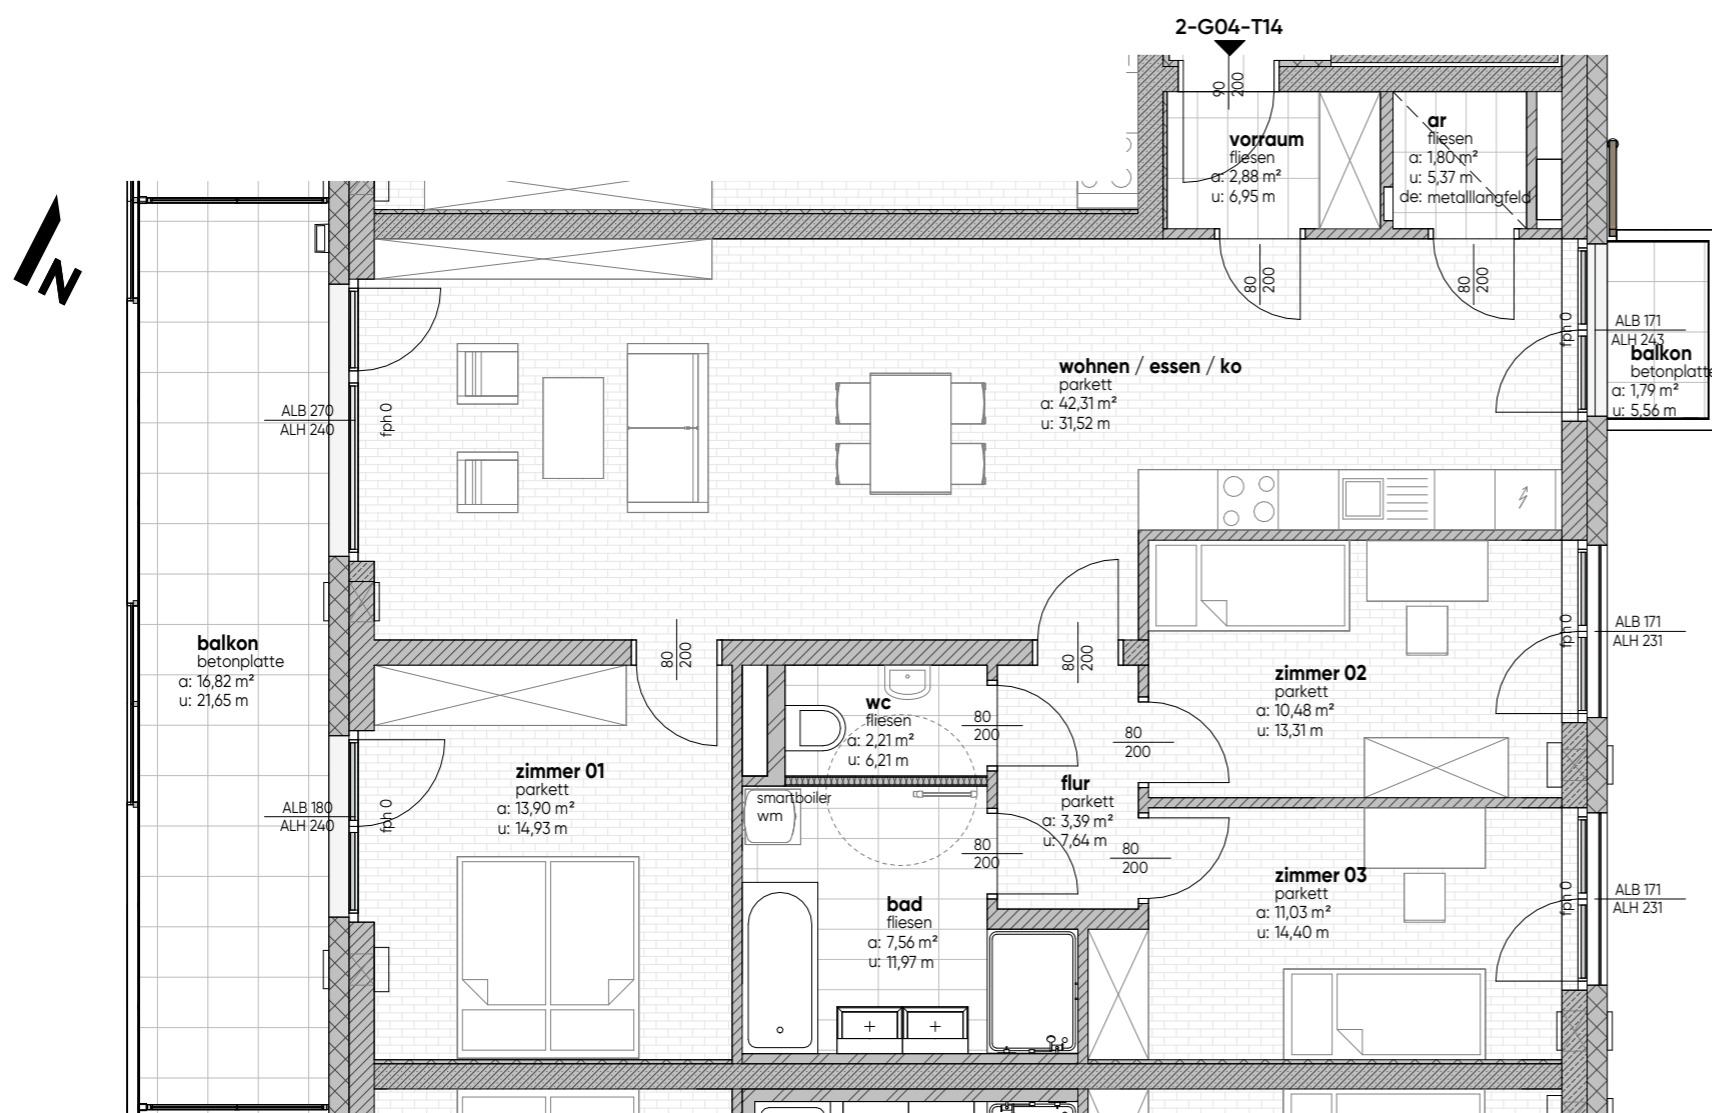 2-G04-T14
90
200
vorraum
fliesen
a: 2,88 m²
u: 6,95 m
ar
fliesen
a: 1,80 m²
u: 5,37 m
de: metalllangfeld
N
80
200
80
200
fph 0
ALB 171
ALH 243
balkon
betonplatte
a: 1,79 m²
u: 5,56 m
wohnen / essen / ko
parkett
a: 42,31 m²
u: 31,52 m
ALB 270
ALH 240
fph 0
balkon
betonplatte
a: 16,82 m²
u: 21,65 m
80
200
80
200
fph 0
ALB 171
ALH 231
zimmer 02
parkett
a: 10,48 m²
u: 13,31 m
wc
fliesen
a: 2,21 m²
u: 6,21 m
80
200
80
200
zimmer 01
parkett
a: 13,90 m²
u: 14,93 m
ALB 180
ALH 240
fph 0
smartboiler
wm
flur
parkett
a: 3,39 m²
u: 7,64 m
80
200
80
200
bad
fliesen
a: 7,56 m²
u: 11,97 m
zimmer 03
parkett
a: 11,03 m²
u: 14,40 m
fph 0
ALB 171
ALH 231